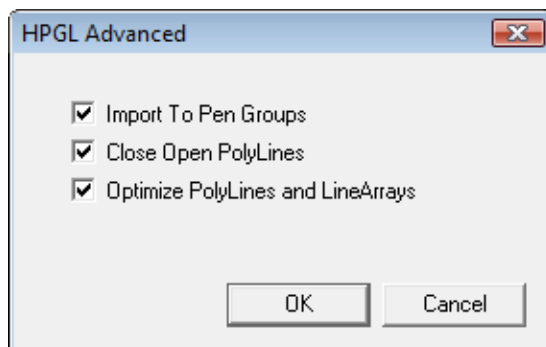 HPGL Advanced
Import To Pen Groups
Close Open PolyLines
Optimize PolyLines and LineArrays
OK Cancel